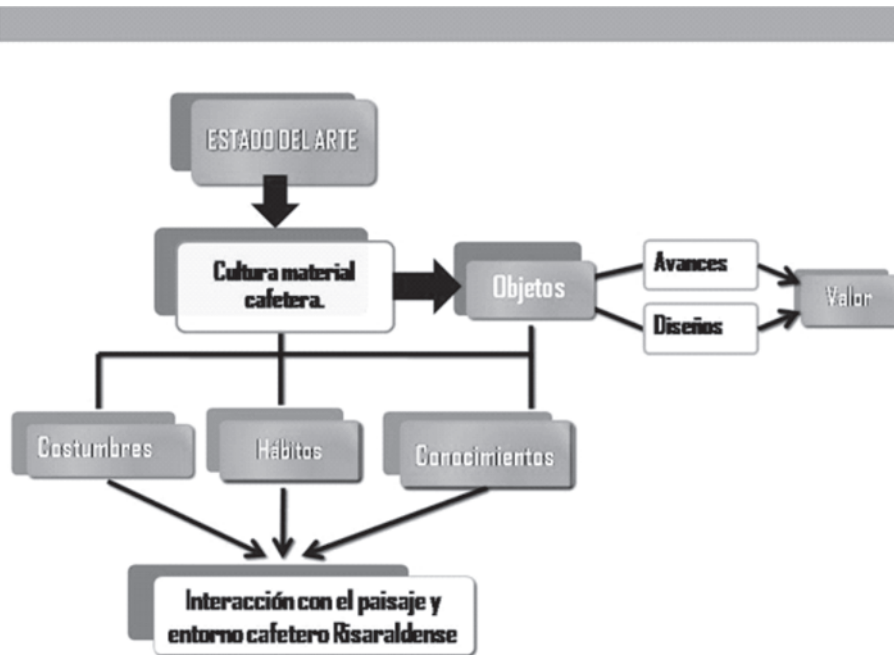 ESTADO DEL ARTE
Cultura material
cafetera.
Objetos
Avances
Diseños
Valor
Costumbres
Hábitos
Conocimientos
Interacción con el paisaje y
entorno cafetero Risaraldense